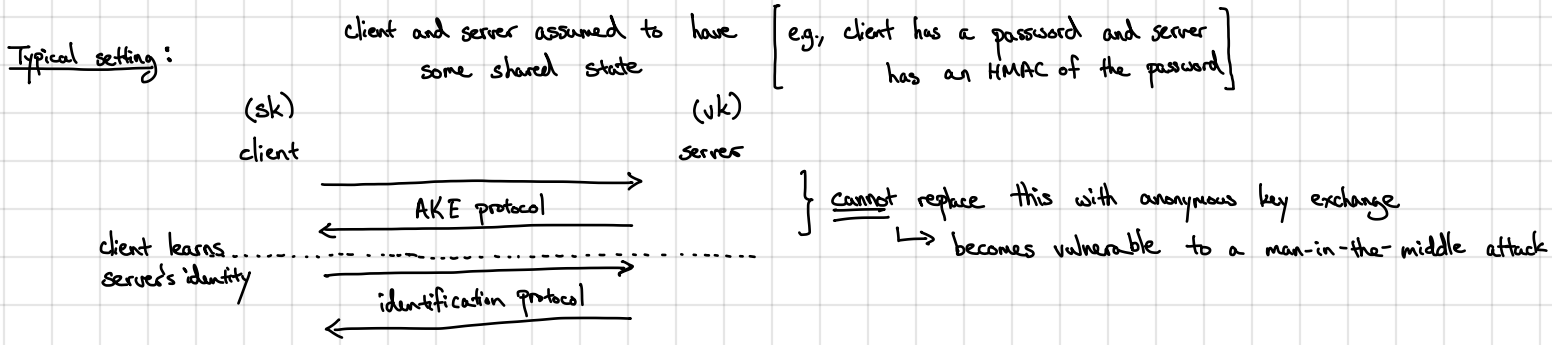 Typical setting:
client and server assumed to have
some shared state
[e.g., client has a password and server
has an HMAC of the password]
(sk)
(vk)
client
server
AKE protocol
} cannot replace this with anonymous key exchange
↳ becomes vulnerable to a man-in-the-middle attack
client learns
server's identity
identification protocol